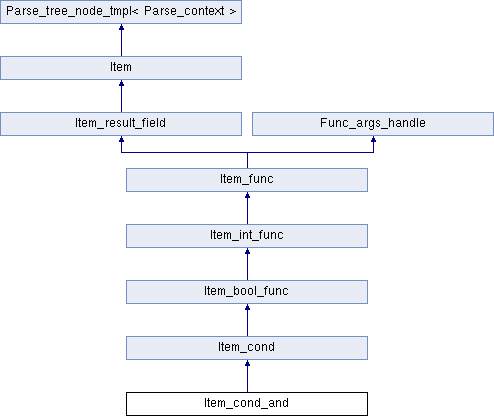 Parse_tree_node_tmpl< Parse_context >
Item
Item_result_field
Func_args_handle
Item_func
Item_int_func
Item_bool_func
Item_cond
Item_cond_and